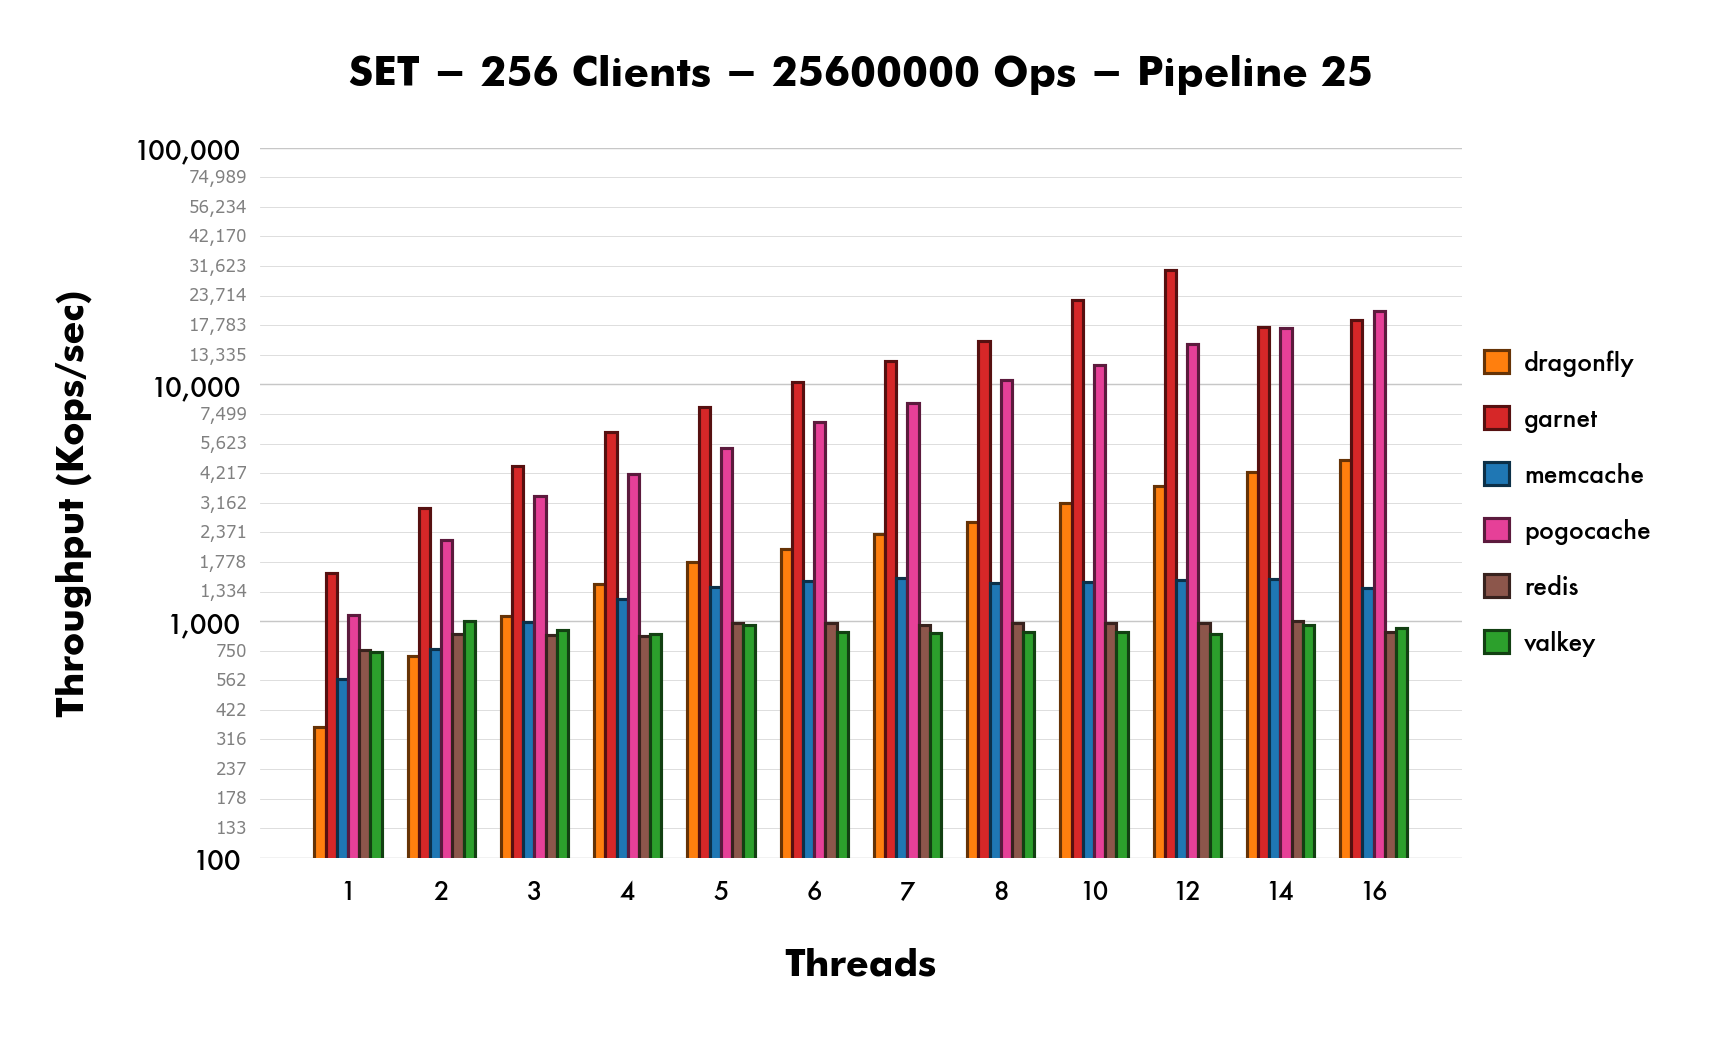 SET – 256 Clients – 25600000 Ops – Pipeline 25
Throughput (Kops/sec)
100,000
74,989
56,234
42,170
31,623
23,714
17,783
13,335
10,000
7,499
5,623
4,217
3,162
2,371
1,778
1,334
1,000
750
562
422
316
237
178
133
100
1 2 3 4 5 6 7 8 10 12 14 16
Threads
dragonfly
garnet
memcache
pogocache
redis
valkey